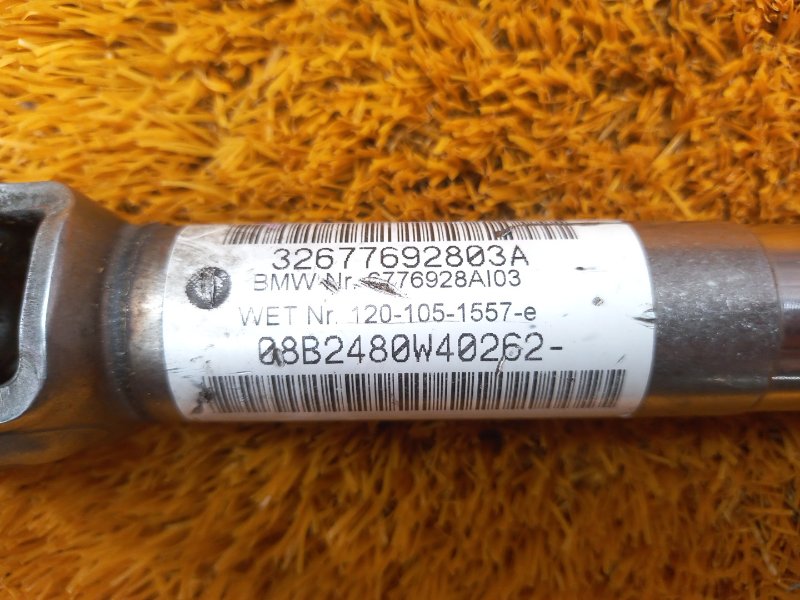 32677692803A
BMW Nr. 6776928AI03
WET Nr. 120-105-1557-e
08B2480W40262-